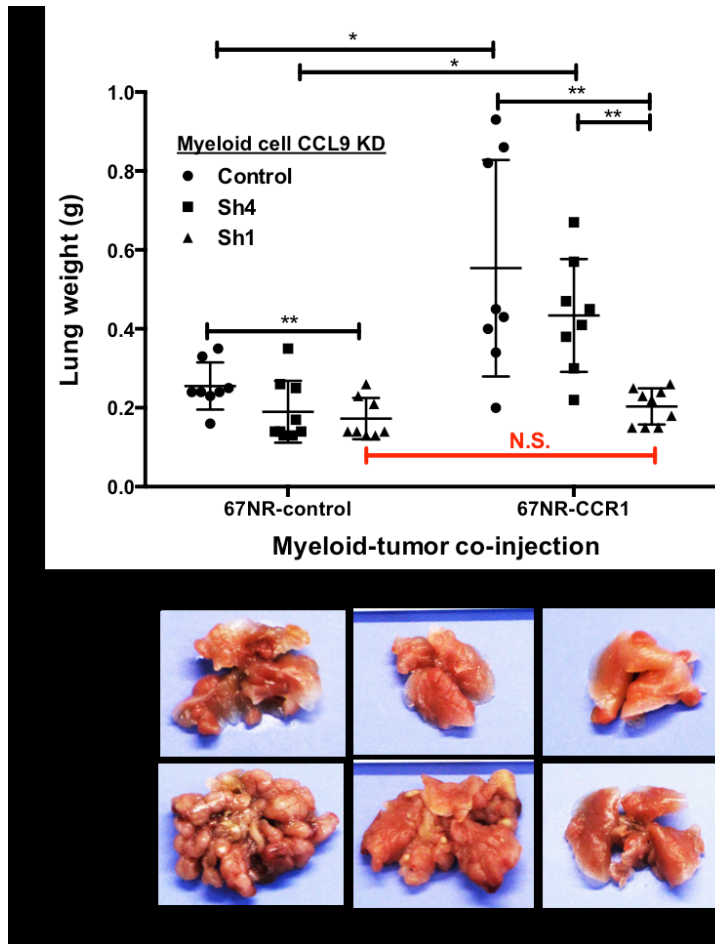 *
*
**
**
1.0
Myeloid cell CCL9 KD
0.8
Control
Sh4
Sh1
0.6
Lung weight (g)
0.4
**
0.2
N.S.
0.0
67NR-control 67NR-CCR1
Myeloid-tumor co-injection